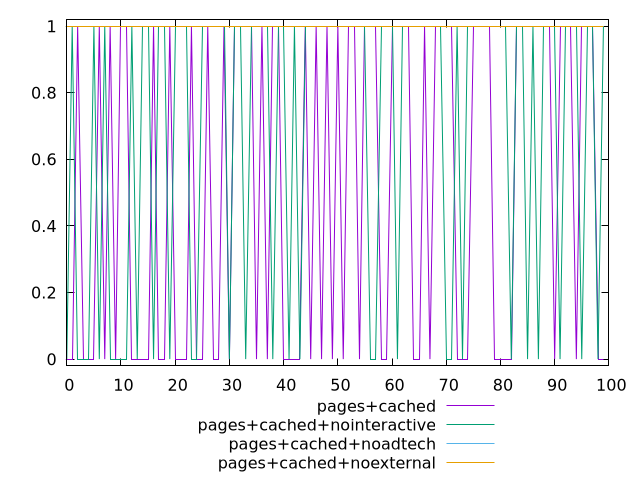 1
0.8
0.6
0.4
0.2
0
0 10 20 30 40 50 60 70 80 90 100
pages+cached
pages+cached+nointeractive
pages+cached+noadtech
pages+cached+noexternal